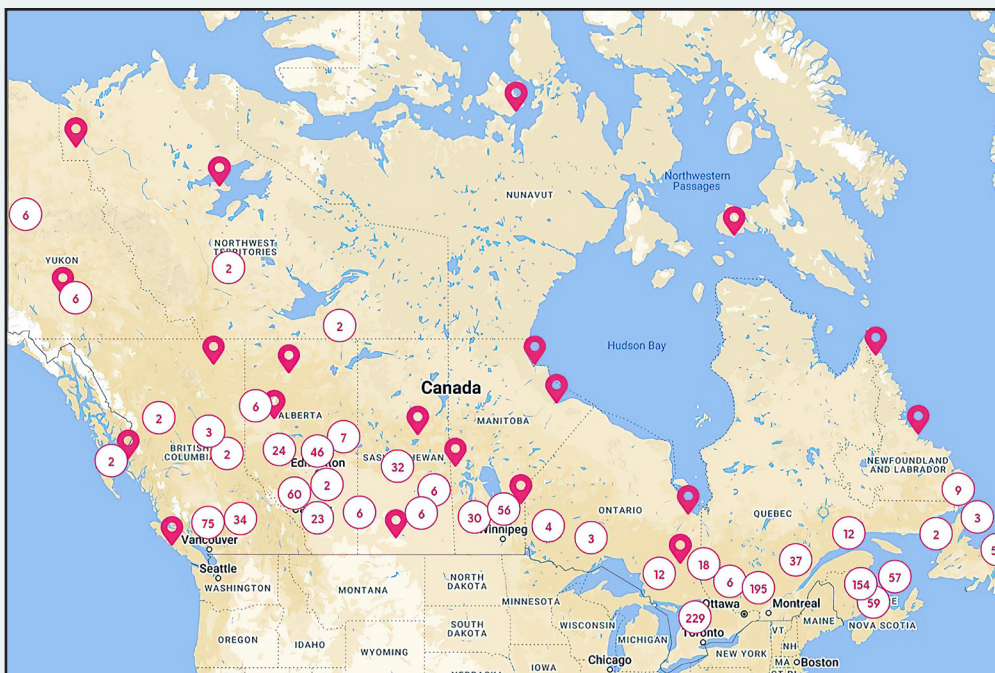 Northwestern
Passages
NUNAVUT
6
NORTHWEST
TERRITORIES
2
YUKON
6
2
Hudson Bay
Canada
6
ALBERTA
2
MANITOBA
3
7
BRITISH
COLUMBIA
2
24
46
Edmonton
SASKATCHEWAN
32
2
NEWFOUNDLAND
AND LABRADOR
60
2
6
9
75
34
23
6
6
30
56
Winnipeg
ONTARIO
QUEBEC
4
3
12
2
3
5
Vancouver
Seattle
WASHINGTON
MONTANA
NORTH
DAKOTA
MINNESOTA
12
18
6
195
37
154
57
59
Ottawa
Montreal
MAINE
NOVA SCOTIA
229
Toronto
OREGON
IDAHO
WYOMING
SOUTH
DAKOTA
WISCONSIN
MICHIGAN
VT
NH
NEW YORK
MA
Boston
IOWA
Chicago